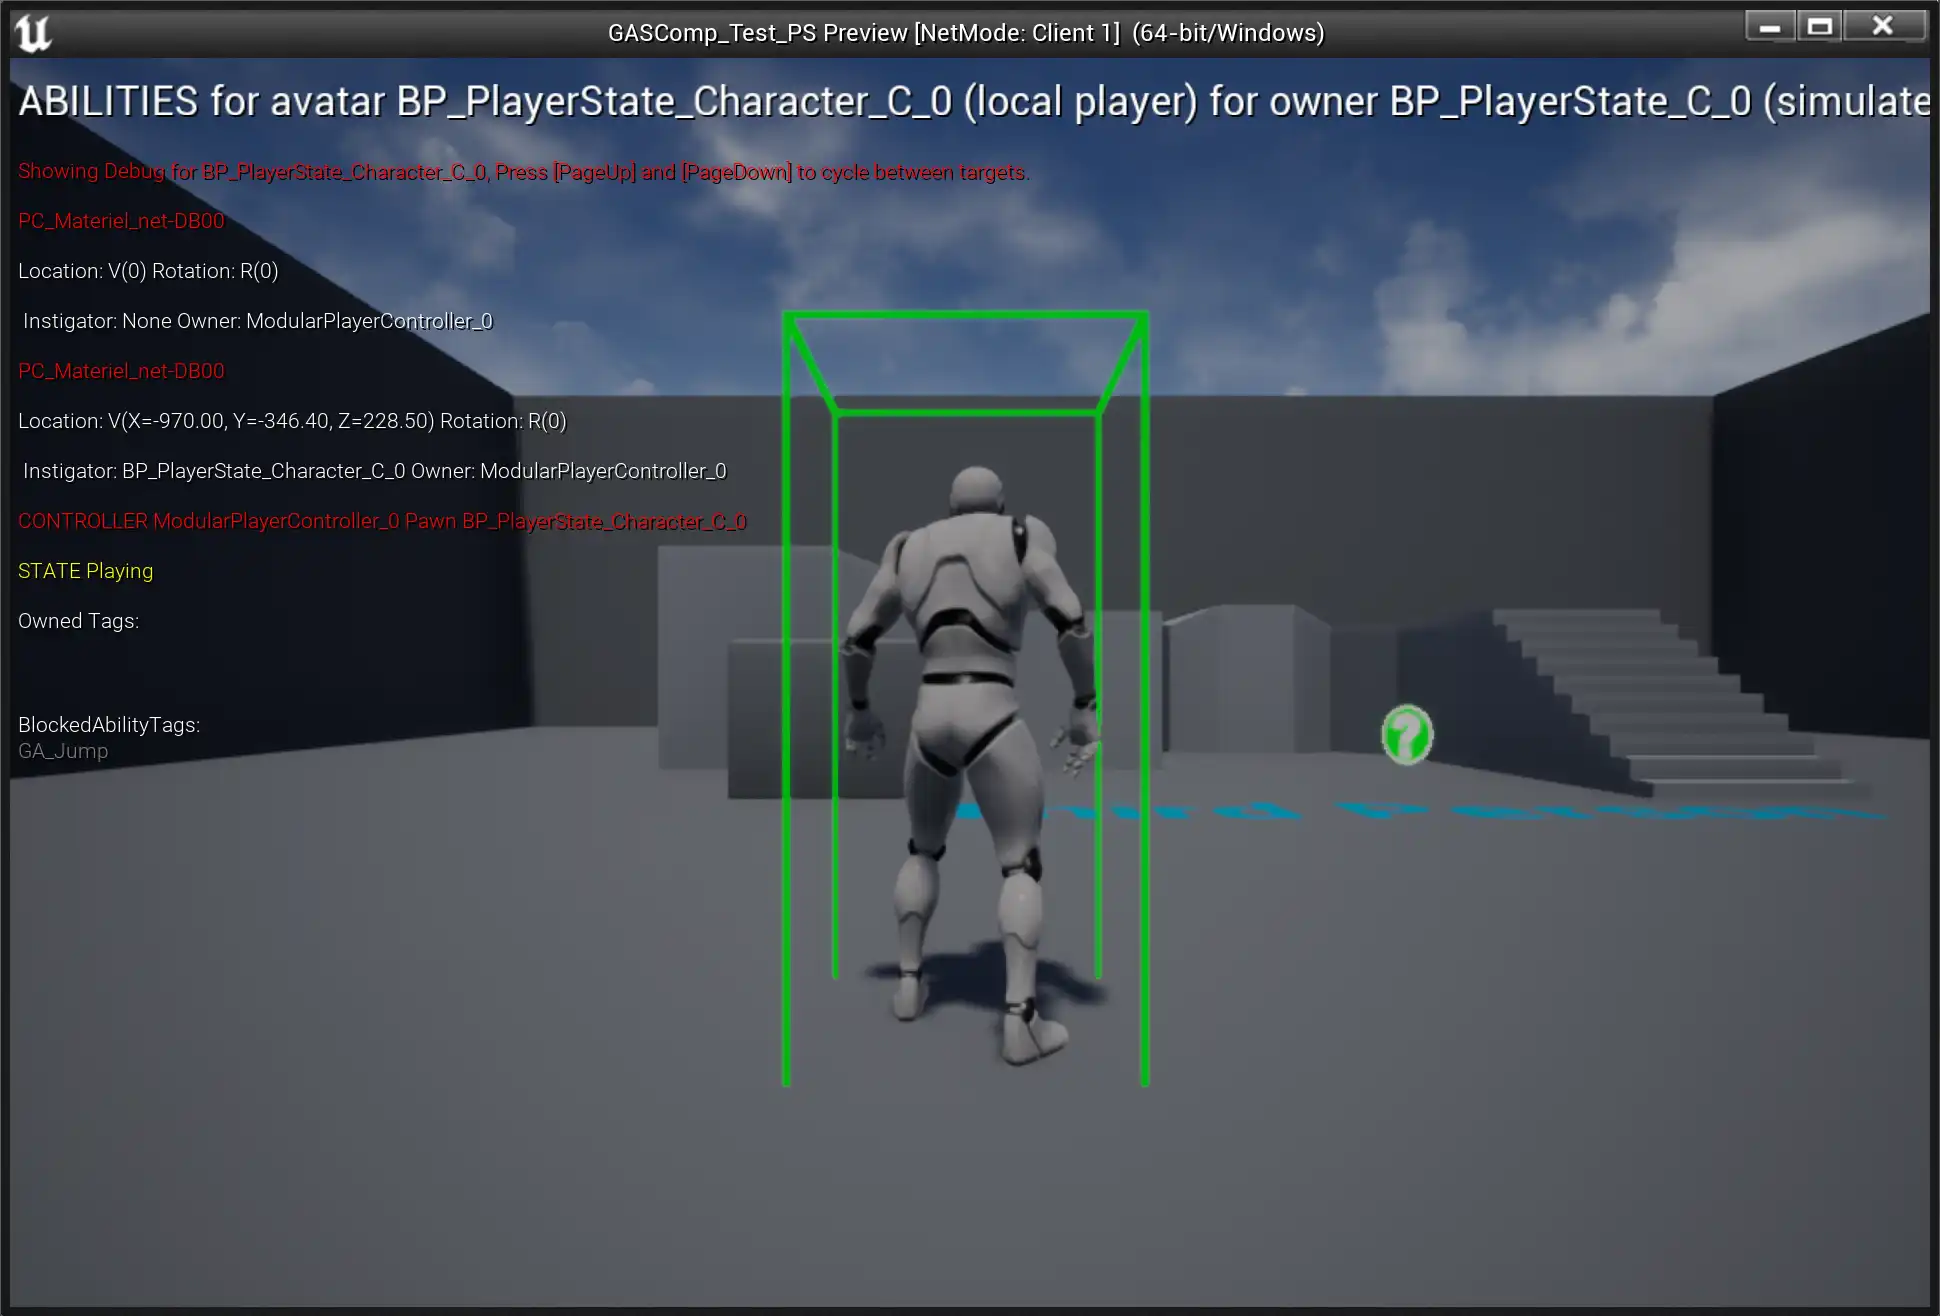 GASComp_Test_PS Preview [NetMode: Client 1] (64-bit/Windows)
ABILITIES for avatar BP_PlayerState_Character_C_0 (local player) for owner BP_PlayerState_C_0 (simulate
Showing Debug for BP_PlayerState_Character_C_0, Press [PageUp] and [PageDown] to cycle between targets.
PC_Materiel_net-DB00
Location: V(0) Rotation: R(0)
Instigator: None Owner: ModularPlayerController_0
PC_Materiel_net-DB00
Location: V(X=-970.00, Y=-346.40, Z=228.50) Rotation: R(0)
Instigator: BP_PlayerState_Character_C_0 Owner: ModularPlayerController_0
CONTROLLER ModularPlayerController_0 Pawn BP_PlayerState_Character_C_0
STATE Playing
Owned Tags:
BlockedAbilityTags:
GA_Jump
?